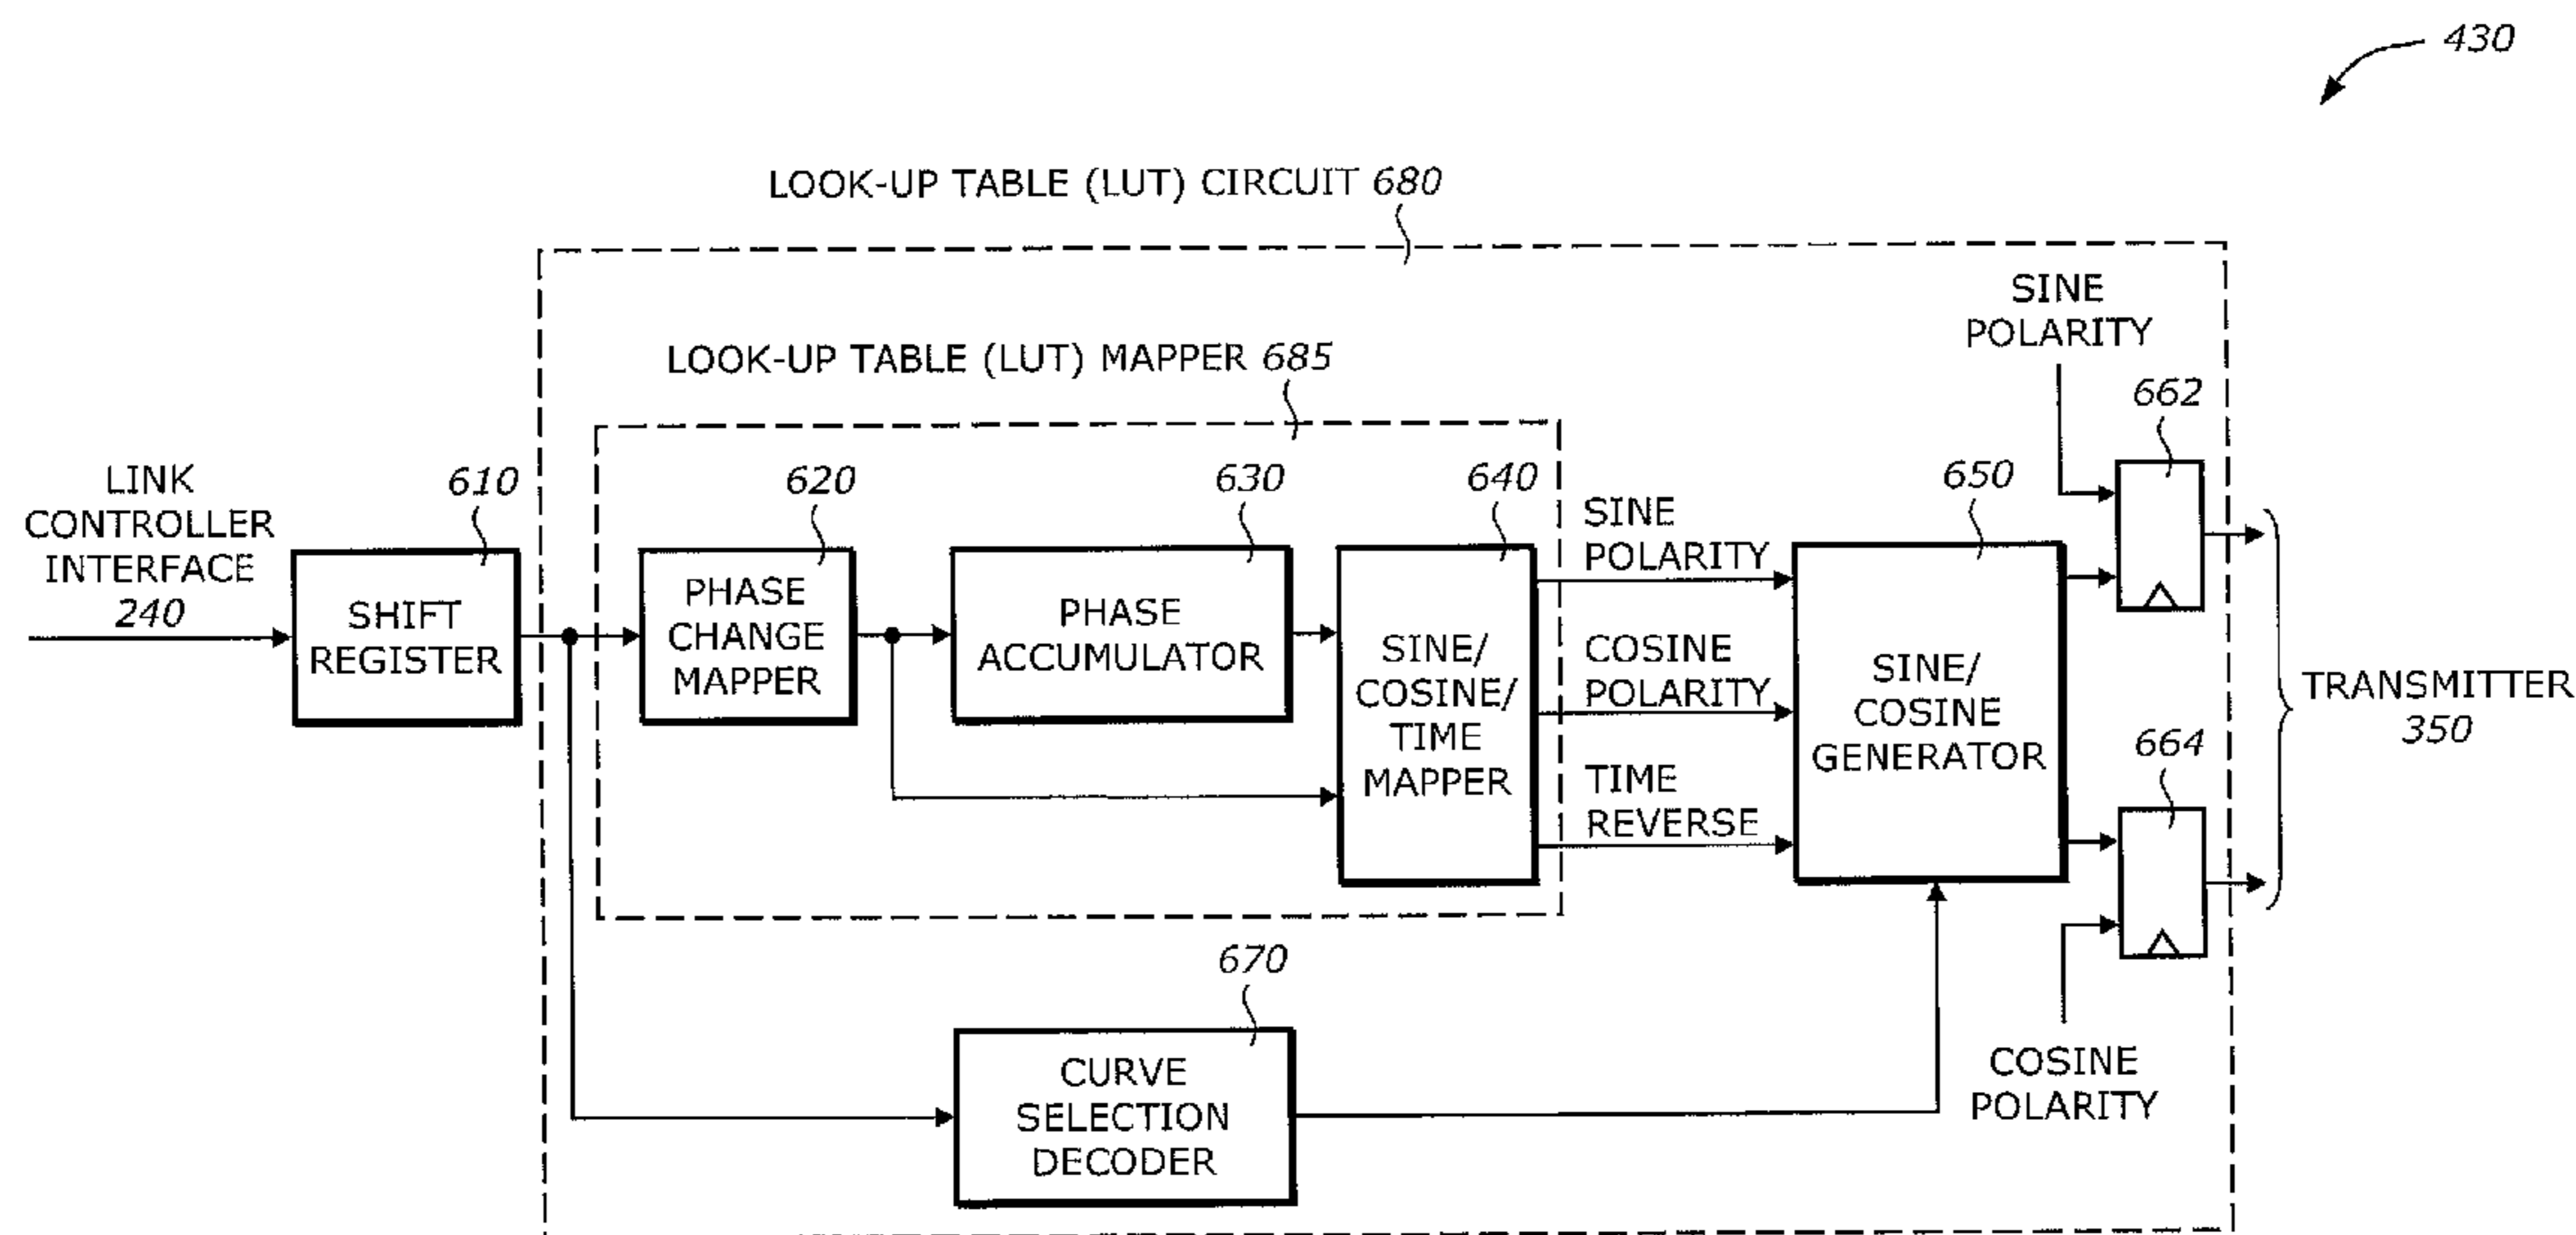 430
LOOK-UP TABLE (LUT) CIRCUIT 680
SINE
POLARITY
LOOK-UP TABLE (LUT) MAPPER 685
662
LINK
CONTROLLER
INTERFACE
240
610
SHIFT
REGISTER
620
PHASE
CHANGE
MAPPER
630
PHASE
ACCUMULATOR
640
SINE/
COSINE/
TIME
MAPPER
SINE
POLARITY
COSINE
POLARITY
TIME
REVERSE
650
SINE/
COSINE
GENERATOR
TRANSMITTER
350
664
670
CURVE
SELECTION
DECODER
COSINE
POLARITY